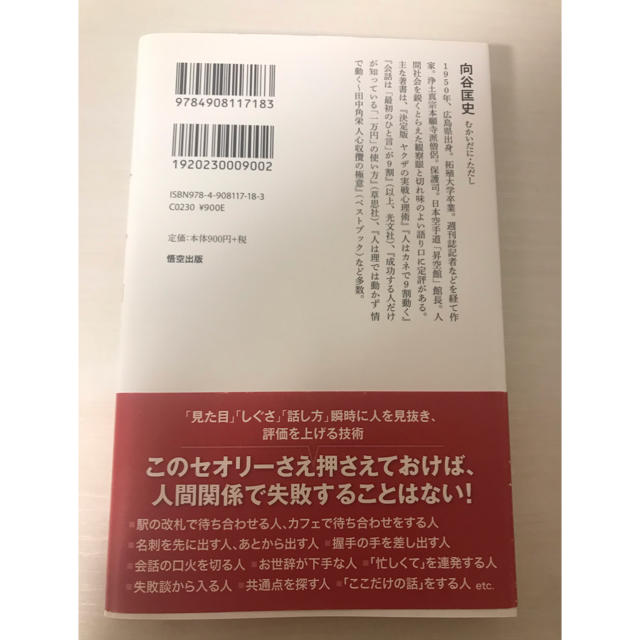 9784908117183
1920230009002
ISBN978-4-908117-18-3
C0230 ¥900E
定価:本体900円+税
悟空出版
向谷匡史 むかいだに・ただし
1950年、広島県出身。拓殖大学卒業。週刊誌記者などを経て作
家。浄土真宗本願寺派僧侶。保護司。日本空手道「昇空館」館長。人
間社会を鋭くとらえた観察眼と切れ味のよい語り口に定評がある。
主な著書は、『決定版 ヤクザの実戦心理術』『人はカネで9割動く』
『会話は「最初のひと言」が9割』(以上、光文社)、『成功する人だけ
が知っている「一万円」の使い方』(草思社)、『人は理では動かず 情
で動く〜田中角栄 人心収攬の極意』(ベストブック)など多数。
「見た目」「しぐさ」「話し方」瞬時に人を見抜き、
評価を上げる技術
このセオリーさえ押さえておけば、
人間関係で失敗することはない!
■駅の改札で待ち合わせる人、カフェで待ち合わせをする人
■名刺を先に出す人、あとから出す人 ■握手の手を差し出す人
■会話の口火を切る人 ■お世辞が下手な人 ■「忙しくて」を連発する人
■失敗談から入る人 ■共通点を探す人 ■「ここだけの話」をする人 etc.